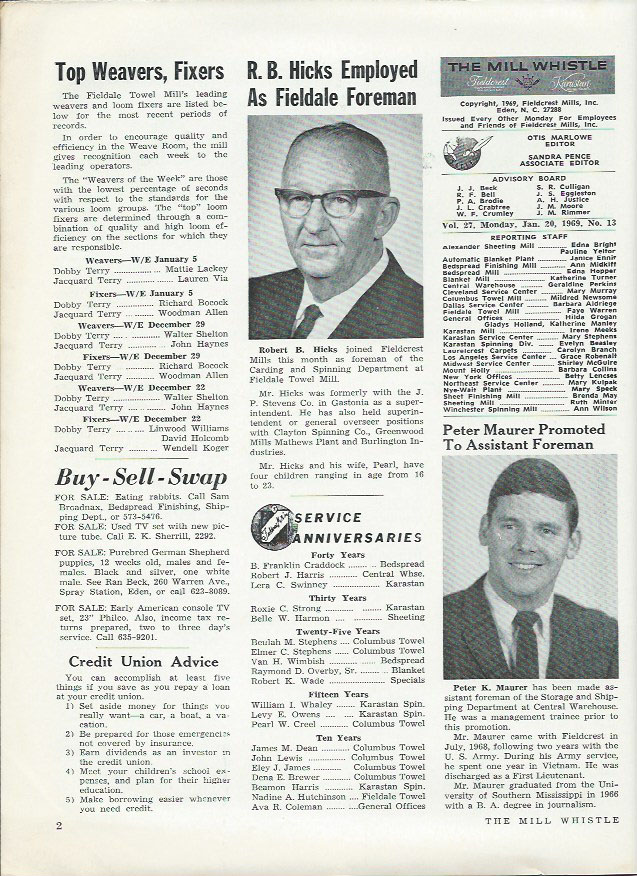 Top Weavers, Fixers
The Fieldale Towel Mill's leading
weavers and loom fixers are listed be-
low for the most recent periods of
records.
In order to encourage quality and
efficiency in the Weave Room, the mill
gives recognition each week to the
leading operators.
The "Weavers of the Week" are those
with the lowest percentage of seconds
with respect to the standards for the
various loom groups. The "top" loom
fixers are determined through a com-
bination of quality and high loom ef-
ficiency on the sections for which they
are responsible.
Weavers—W/E January 5
Dobby Terry .............. Mattie Lackey
Jacquard Terry .............. Lauren Via
Fixers—W/E January 5
Dobby Terry .............. Richard Bocock
Jacquard Terry ........ Woodman Allen
Weavers—W/E December 29
Dobby Terry .............. Walter Shelton
Jacquard Terry .............. John Haynes
Fixers—W/E December 29
Dobby Terry Richard Bocock
Jacquard Terry ........ Woodman Allen
Weavers—W/E December 22
Dobby Terry .............. Walter Shelton
Jacquard Terry .............. John Haynes
Fixers—W/E December 22
Dobby Terry ........ Linwood Williams
David Holcomb
Jacquard Terry ........ Wendell Koger
Buy-Sell-Swap
FOR SALE: Eating rabbits. Call Sam
Broadnax, Bedspread Finishing, Ship-
ping Dept., or 573-5476.
FOR SALE: Used TV set with new pic-
ture tube. Call E. K. Sherrill, 2292.
FOR SALE: Purebred German Shepherd
puppies, 12 weeks old, males and fe-
males. Black and silver, one white
male. See Ran Beck, 260 Warren Ave.,
Spray Station, Eden, or call 623-8089.
FOR SALE: Early American console TV
set, 23" Philco. Also, income tax re-
turns prepared, two to three day's
service. Call 635-9201.
Credit Union Advice
You can accomplish at least five
things if you save as you repay a loan
at your credit union.
1) Set aside money for things you
really want—a car, a boat, a va-
cation.
2) Be prepared for those emergencies
not covered by insurance.
3) Earn dividends as an investor in
the credit union.
4) Meet your children's school ex-
penses, and plan for their higher
education.
5) Make borrowing easier whenever
you need credit.
2
R. B. Hicks Employed
As Fieldale Foreman
Robert B. Hicks joined Fieldcrest
Mills this month as foreman of the
Carding and Spinning Department at
Fieldale Towel Mill.
Mr. Hicks was formerly with the J.
P. Stevens Co. in Gastonia as a super-
intendent. He has also held superin-
tendent or general overseer positions
with Clayton Spinning Co., Greenwood
Mills Mathews Plant and Burlington In-
dustries.
Mr. Hicks and his wife, Pearl, have
four children ranging in age from 16
to 23.
SERVICE
ANNIVERSARIES
Forty Years
B. Franklin Craddock .......... Bedspread
Robert J. Harris ........ Central Whse.
Lera C. Swinney .............. Karastan
Thirty Years
Roxie C. Strong .............. Karastan
Belle W. Harmon .............. Sheeting
Twenty-Five Years
Beulah M. Stephens .... Columbus Towel
Elmer C. Stephens ...... Columbus Towel
Van H. Wimbish .............. Bedspread
Raymond D. Overby, Sr. ........ Blanket
Robert K. Wade .............. Specials
Fifteen Years
William I. Whaley ...... Karastan Spin.
Levy E. Owens ........ Karastan Spin.
Pearl W. Creel ........ Columbus Towel
Ten Years
James M. Dean ........ Columbus Towel
John Lewis ............ Columbus Towel
Eley J. James .......... Columbus Towel
Dena E. Brewer ........ Columbus Towel
Beamon Harris .......... Karastan Spin.
Nadine A. Hutchinson .... Fieldale Towel
Ava R. Coleman ........ General Offices
THE MILL WHISTLE
Fieldcrest Karastan
Copyright, 1969, Fieldcrest Mills, Inc.
Eden, N. C. 27288
Issued Every Other Monday For Employees
and Friends of Fieldcrest Mills, Inc.
OTIS MARLOWE
EDITOR
SANDRA PENCE
ASSOCIATE EDITOR
ADVISORY BOARD
J. J. Beck S. R. Culligan
R. F. Bell J. S. Eggleston
P. A. Brodie A. H. Justice
J. L. Crabtree J. M. Moore
W. F. Crumley J. M. Rimmer
Vol. 27, Monday, Jan. 20, 1969, No. 13
REPORTING STAFF
Alexander Sheeting Mill ........ Edna Bright
Pauline Yelton
Automatic Blanket Plant ........ Janice Ennir
Bedspread Finishing Mill ........ Ann Midkiff
Bedspread Mill ........ Edna Hopper
Blanket Mill ........ Katherine Turner
Central Warehouse ........ Geraldine Perkins
Cleveland Service Center ........ Mary Murray
Columbus Towel Mill ........ Mildred Newsome
Dallas Service Center ........ Barbara Aldriege
Fieldale Towel Mill ........ Faye Warren
General Offices ........ Hilda Grogan
Gladys Holland, Katherine Manley
Karastan Mill ........ Irene Meeks
Karastan Service Center ........ Mary Stephens
Karastan Spinning Div. ........ Evelyn Beasley
Laurelcrest Carpets ........ Carolyn Branch
Los Angeles Service Center ........ Grace Robenalt
Midwest Service Center ........ Shirley McGuire
Mount Holly ........ Barbara Collins
New York Offices ........ Betty Lencses
Northeast Service Center ........ Mary Kulpak
Nye-Wait Plant ........ Mary Speck
Sheet Finishing Mill ........ Brenda May
Sheeting Mill ........ Ruth Minter
Winchester Spinning Mill ........ Ann Wilson
Peter Maurer Promoted
To Assistant Foreman
Peter K. Maurer has been made as-
sistant foreman of the Storage and Ship-
ping Department at Central Warehouse.
He was a management trainee prior to
this promotion.
Mr. Maurer came with Fieldcrest in
July, 1968, following two years with the
U. S. Army. During his Army service,
he spent one year in Vietnam. He was
discharged as a First Lieutenant.
Mr. Maurer graduated from the Uni-
versity of Southern Mississippi in 1966
with a B. A. degree in journalism.
THE MILL WHISTLE